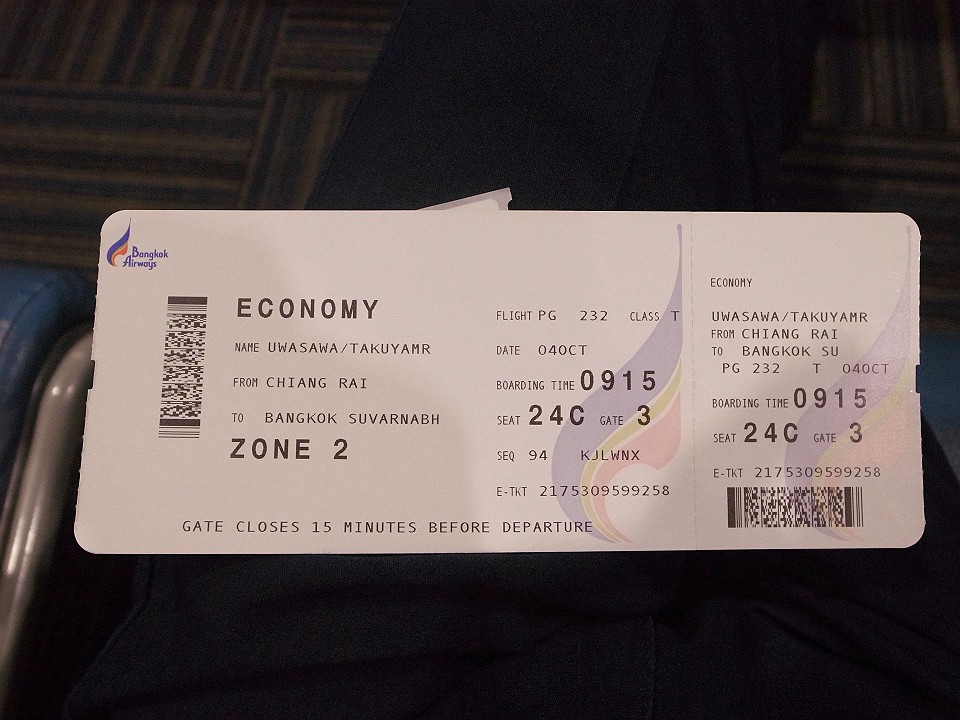 Bangkok
Airways
ECONOMY
NAME UWASAWA/TAKUYAMR
FROM CHIANG RAI
TO BANGKOK SUVARNABH
ZONE 2
GATE CLOSES 15 MINUTES BEFORE DEPARTURE
FLIGHT PG 232 CLASS T
DATE 04OCT
BOARDING TIME 0915
SEAT 24C GATE 3
SEQ 94 KJLWNX
E-TKT 2175309599258
ECONOMY
UWASAWA/TAKUYAMR
FROM CHIANG RAI
TO BANGKOK SU
PG 232 T 04OCT
BOARDING TIME 0915
SEAT 24C GATE 3
E-TKT 2175309599258